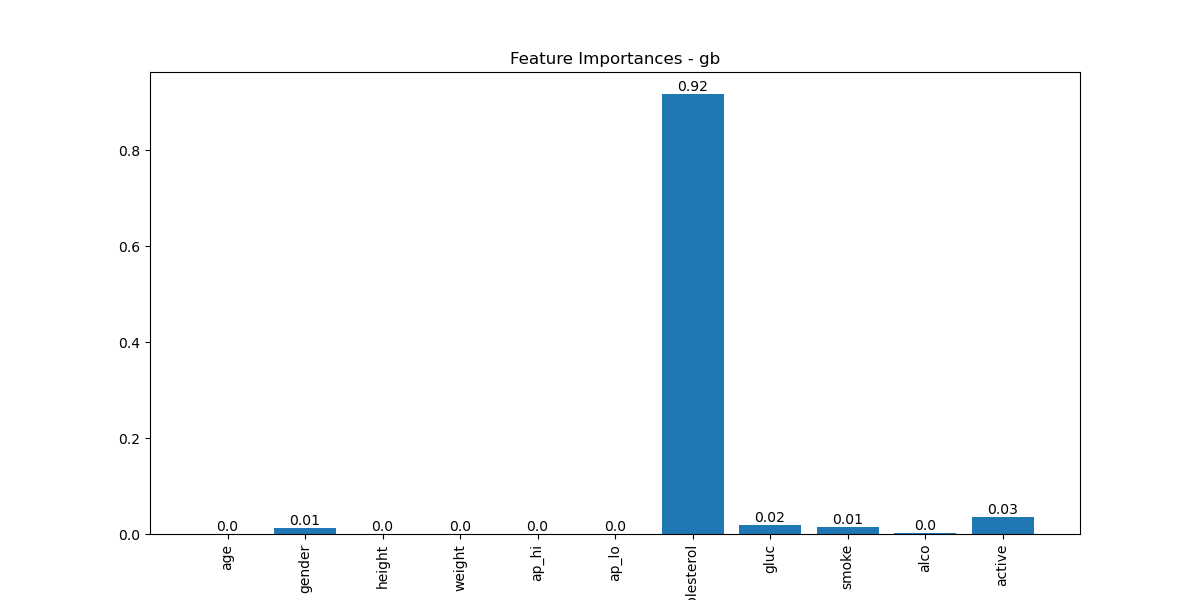 Feature Importances - gb
0.92
0.8
0.6
0.4
0.2
0.0
0.0
0.01
0.0
0.0
0.0
0.0
0.02
0.01
0.0
0.03
age
gender
height
weight
ap_hi
ap_lo
olesterol
gluc
smoke
alco
active